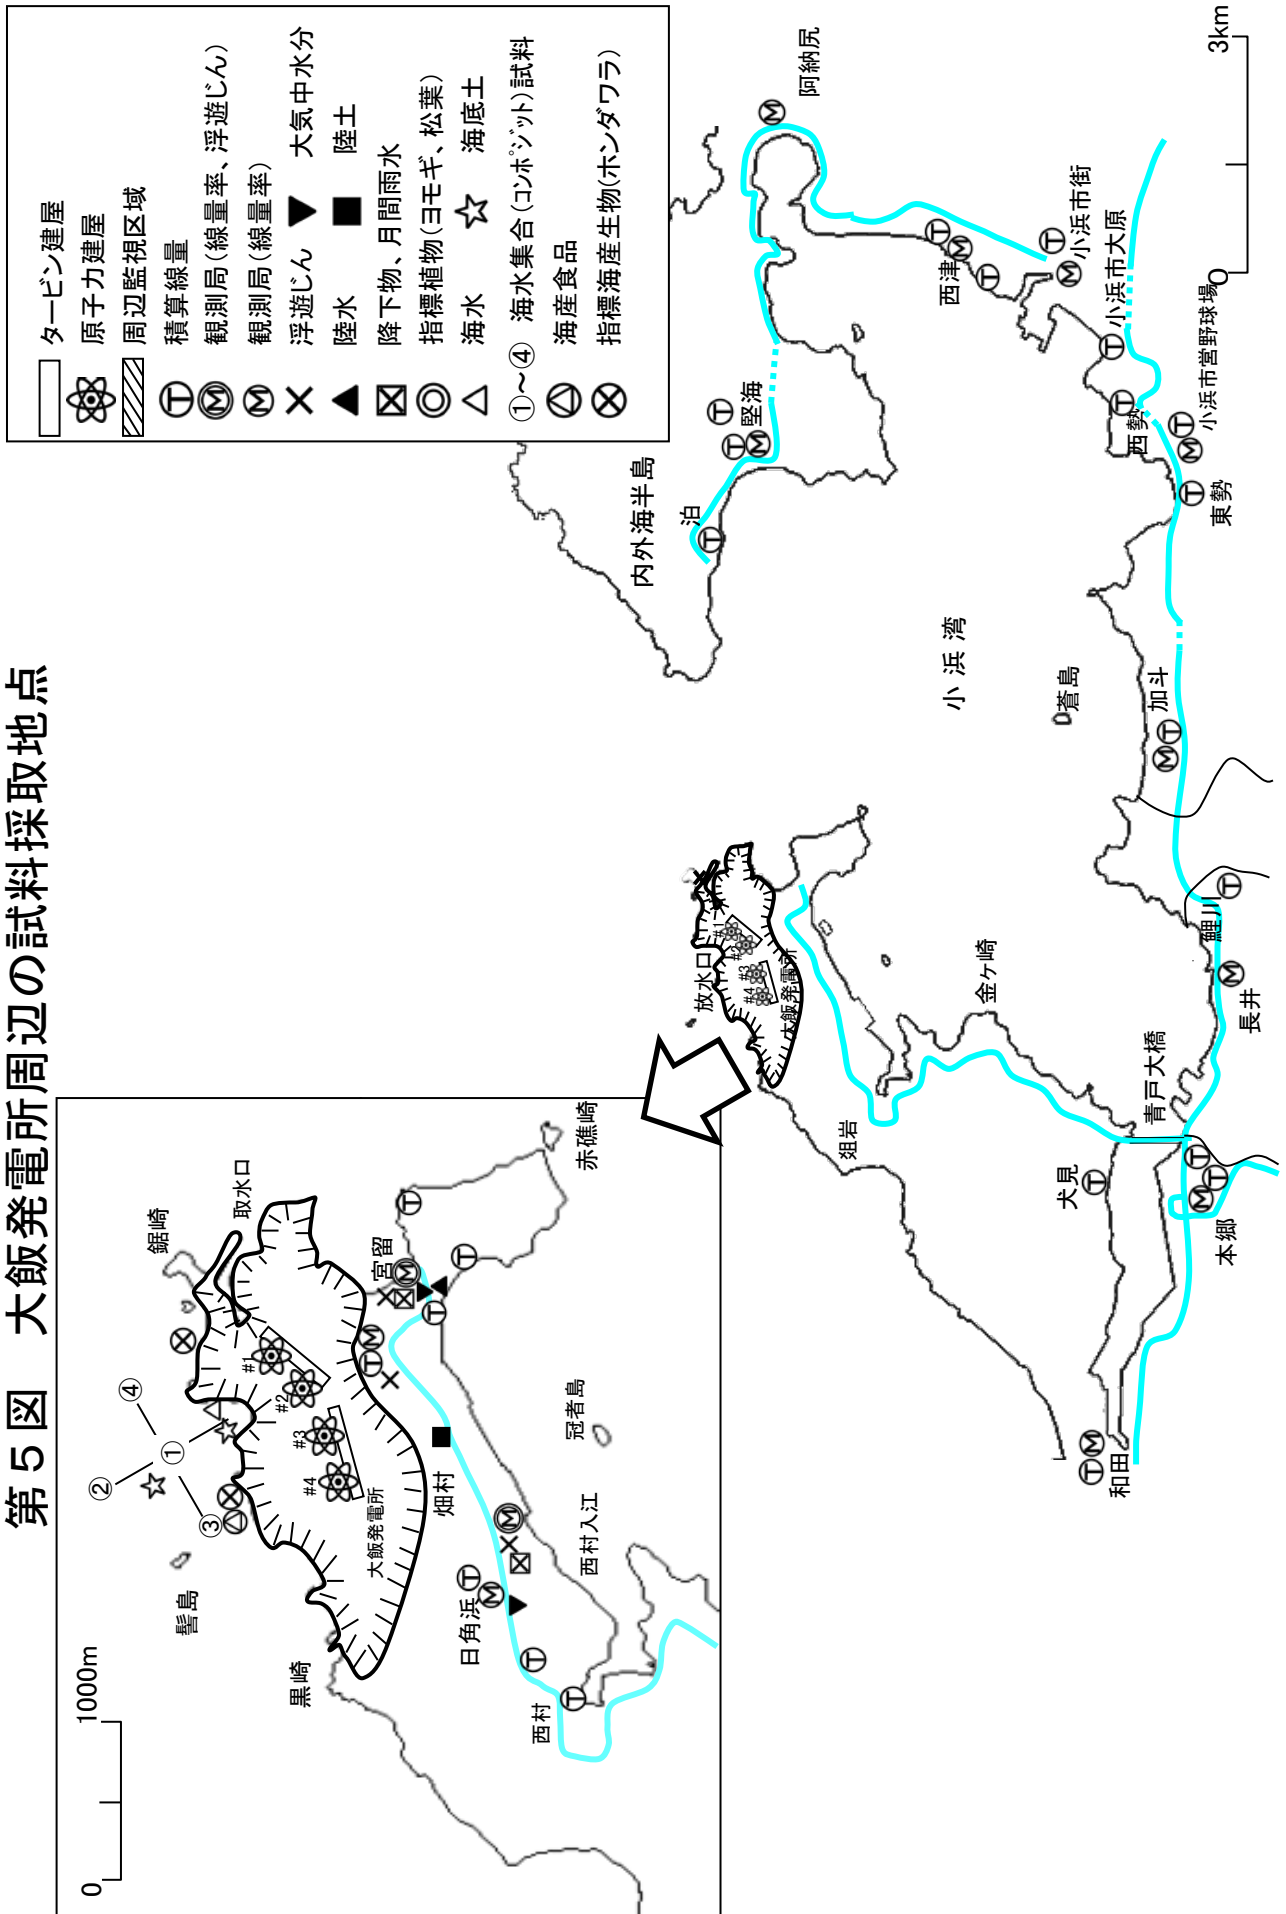 第５図　大飯発電所周辺の試料採取地点
タービン建屋
原子力建屋
周辺監視区域
Ⓣ 積算線量
Ⓜ 観測局(線量率、浮遊じん)
Ⓜ 観測局(線量率)
× 浮遊じん ▼ 大気中水分
▲ 陸水 ■ 陸土
降下物、月間雨水
◎ 指標植物(ヨモギ、松葉)
△ 海水 ☆ 海底土
①～④ 海水集合(ｺﾝﾎﾟｼﾞｯﾄ)試料
海産食品
⊗ 指標海産生物(ホンダワラ)
0
1000m
②
④
①
③
鋸崎
取水口
髻島
黒崎
#1
#2
#3
#4
大飯発電所
宮留
赤礁崎
畑村
冠者島
日角浜
西村入江
西村
放水口
#1
#2
#3
#4
大飯発電所
内外海半島
泊
堅海
阿納尻
西津
小浜市街
小浜市大原
西勢
小浜市営野球場
東勢
小浜湾
蒼島
加斗
鯉川
長井
金ヶ崎
青戸大橋
犬見
本郷
和田
0
3km